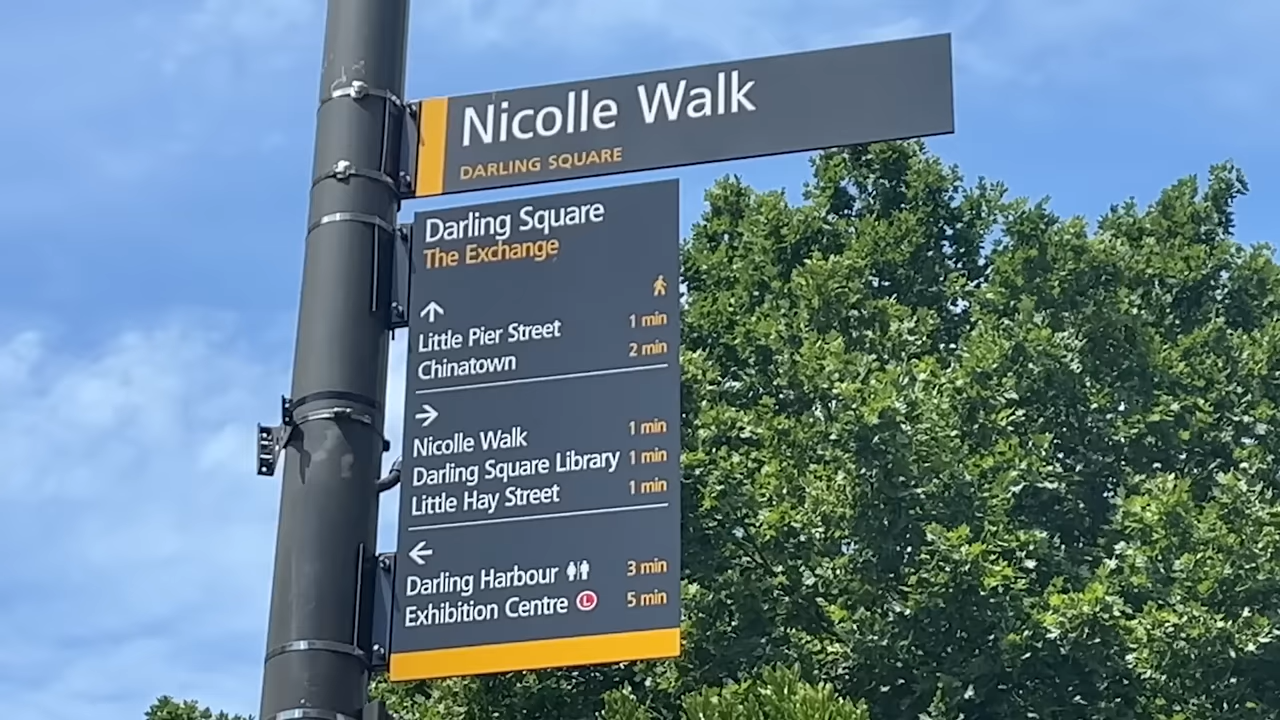 Nicolle Walk
DARLING SQUARE
Darling Square
The Exchange
Little Pier Street 1 min
Chinatown 2 min
Nicolle Walk 1 min
Darling Square Library 1 min
Little Hay Street 1 min
Darling Harbour 3 min
Exhibition Centre L 5 min